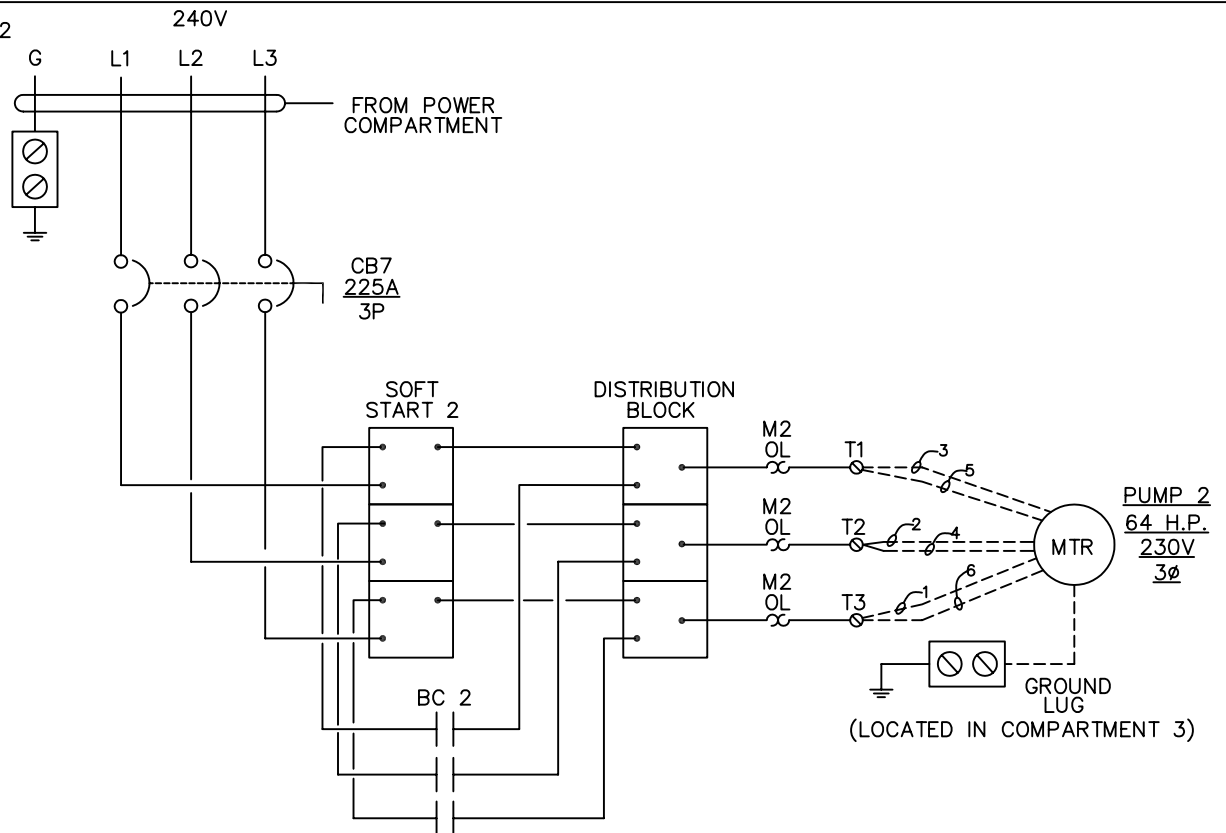 240V
2
G L1 L2 L3
FROM POWER
COMPARTMENT
CB7
225A
3P
SOFT
START 2
DISTRIBUTION
BLOCK
M2
OL
T1
3
5
M2
OL
T2
2
4
M2
OL
T3
1
6
MTR
PUMP 2
64 H.P.
230V
3ø
GROUND
LUG
(LOCATED IN COMPARTMENT 3)
BC 2